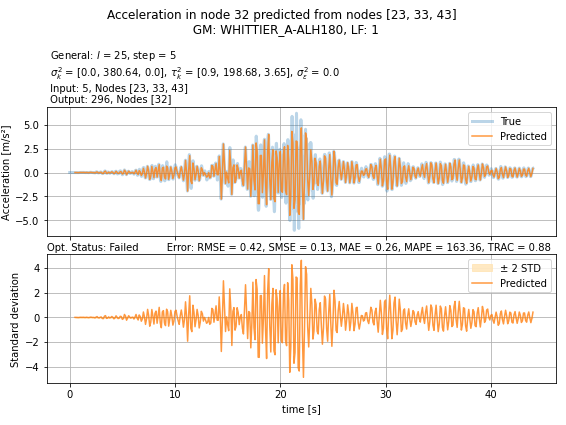 Acceleration in node 32 predicted from nodes [23, 33, 43]
GM: WHITTIER_A-ALH180, LF: 1
General: l = 25, step = 5
σ²ₖ = [0.0, 380.64, 0.0], τ²ₖ = [0.9, 198.68, 3.65], σ²ₑ = 0.0
Input: 5, Nodes [23, 33, 43]
Output: 296, Nodes [32]
Acceleration [m/s²]
5.0
2.5
0.0
−2.5
−5.0
True
Predicted
Opt. Status: Failed Error: RMSE = 0.42, SMSE = 0.13, MAE = 0.26, MAPE = 163.36, TRAC = 0.88
Standard deviation
4
2
0
−2
−4
± 2 STD
Predicted
0 10 20 30 40
time [s]